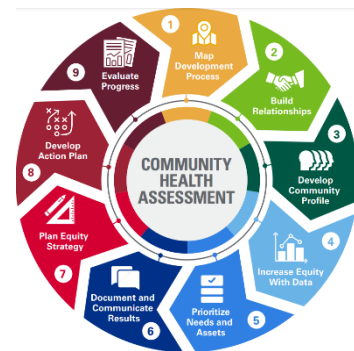 1
Map
Development
Process
2
Build
Relationships
3
Develop
Community
Profile
4
Increase Equity
With Data
5
Prioritize
Needs and
Assets
6
Document and
Communicate
Results
7
Plan Equity
Strategy
8
Develop
Action Plan
9
Evaluate
Progress
COMMUNITY
HEALTH
ASSESSMENT